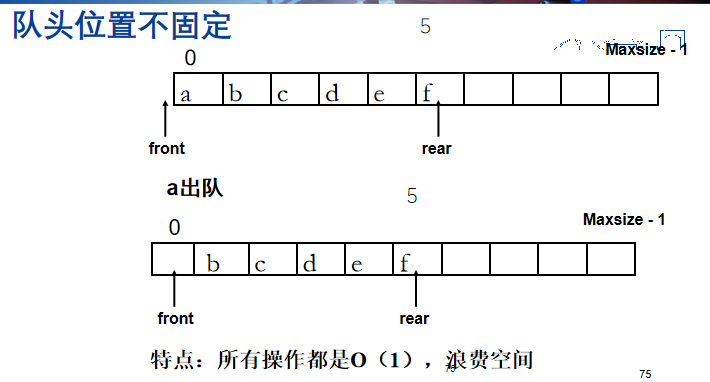 队头位置不固定
5
0
Maxsize - 1
a b c d e f
front
rear
a出队
5
Maxsize - 1
0
b c d e f
front
rear
特点：所有操作都是O（1），浪费空间
75